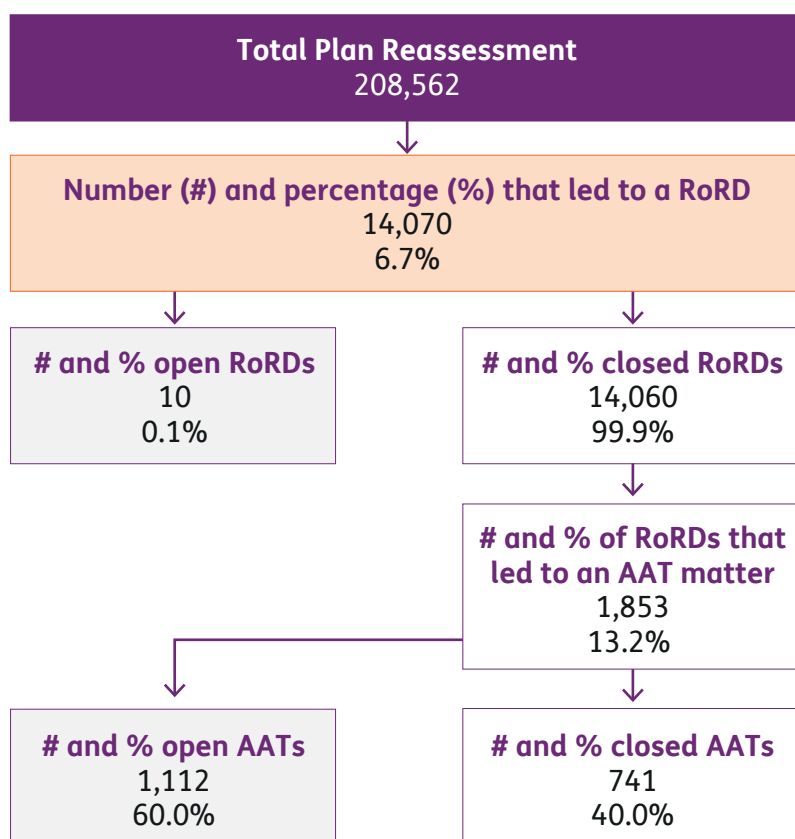 Total Plan Reassessment
208,562
Number (#) and percentage (%) that led to a RoRD
14,070
6.7%
# and % open RoRDs
10
0.1%
# and % closed RoRDs
14,060
99.9%
# and % of RoRDs that
led to an AAT matter
1,853
13.2%
# and % open AATs
1,112
60.0%
# and % closed AATs
741
40.0%